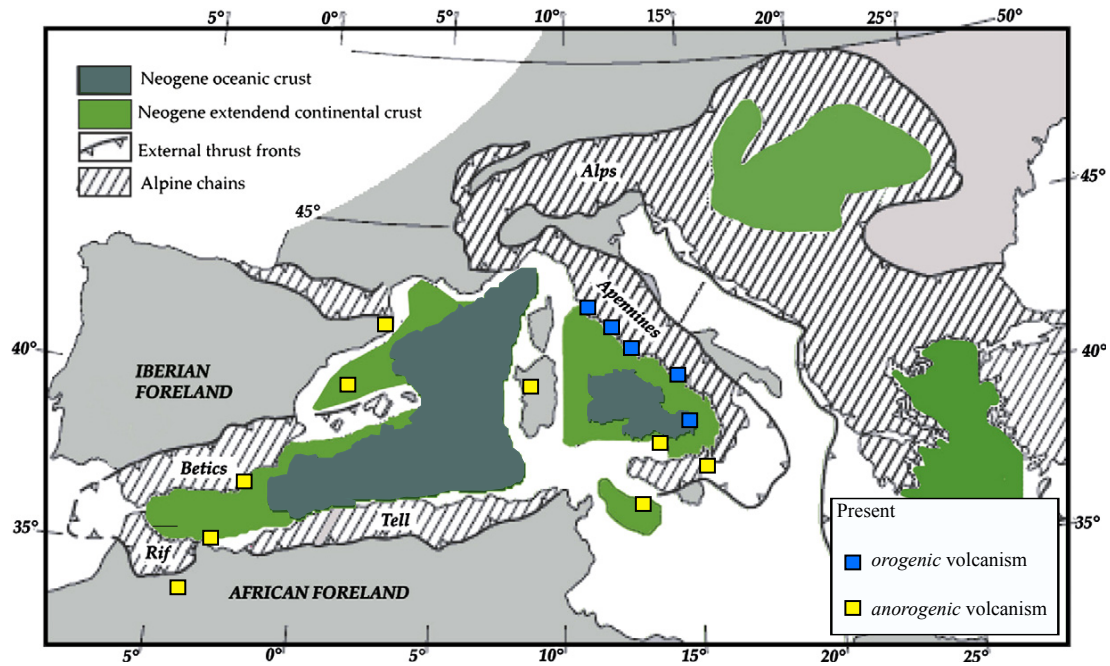 5° 0° 5° 10° 15° 20° 25° 50°
Neogene oceanic crust
Neogene extendend continental crust
External thrust fronts
Alpine chains
Alps
45°
45°
Apennines
40°
40°
IBERIAN
FORELAND
Betics
Present
35°
35°
Tell
Rif
orogenic volcanism
AFRICAN FORELAND
anorogenic volcanism
5° 0° 5° 10° 15° 20° 25°